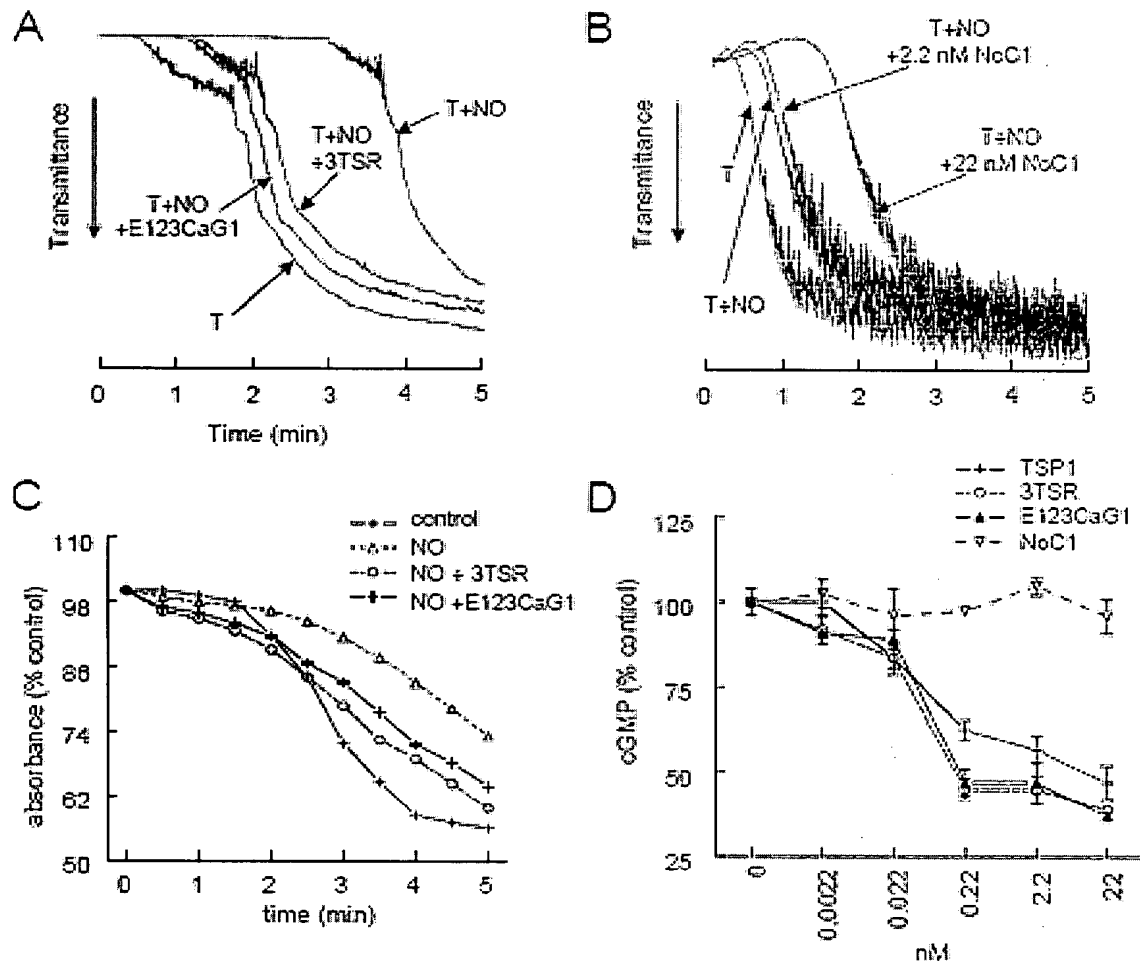 A
Transmittance
T+NO
T+NO
+3TSR
T+NO
+E123CaG1
T
0 1 2 3 4 5
Time (min)
B
Transmittance
T+NO
+2.2 nM NoC1
T+NO
+22 nM NoC1
T
T+NO
0 1 2 3 4 5
C
control
NO
NO + 3TSR
NO +E123CaG1
absorbance (% control)
110
98
86
74
62
50
0 1 2 3 4 5
time (min)
D
TSP1
3TSR
E123CaG1
NoC1
cGMP (% control)
125
100
75
50
25
0 0.0022 0.022 0.22 2.2 22
nM